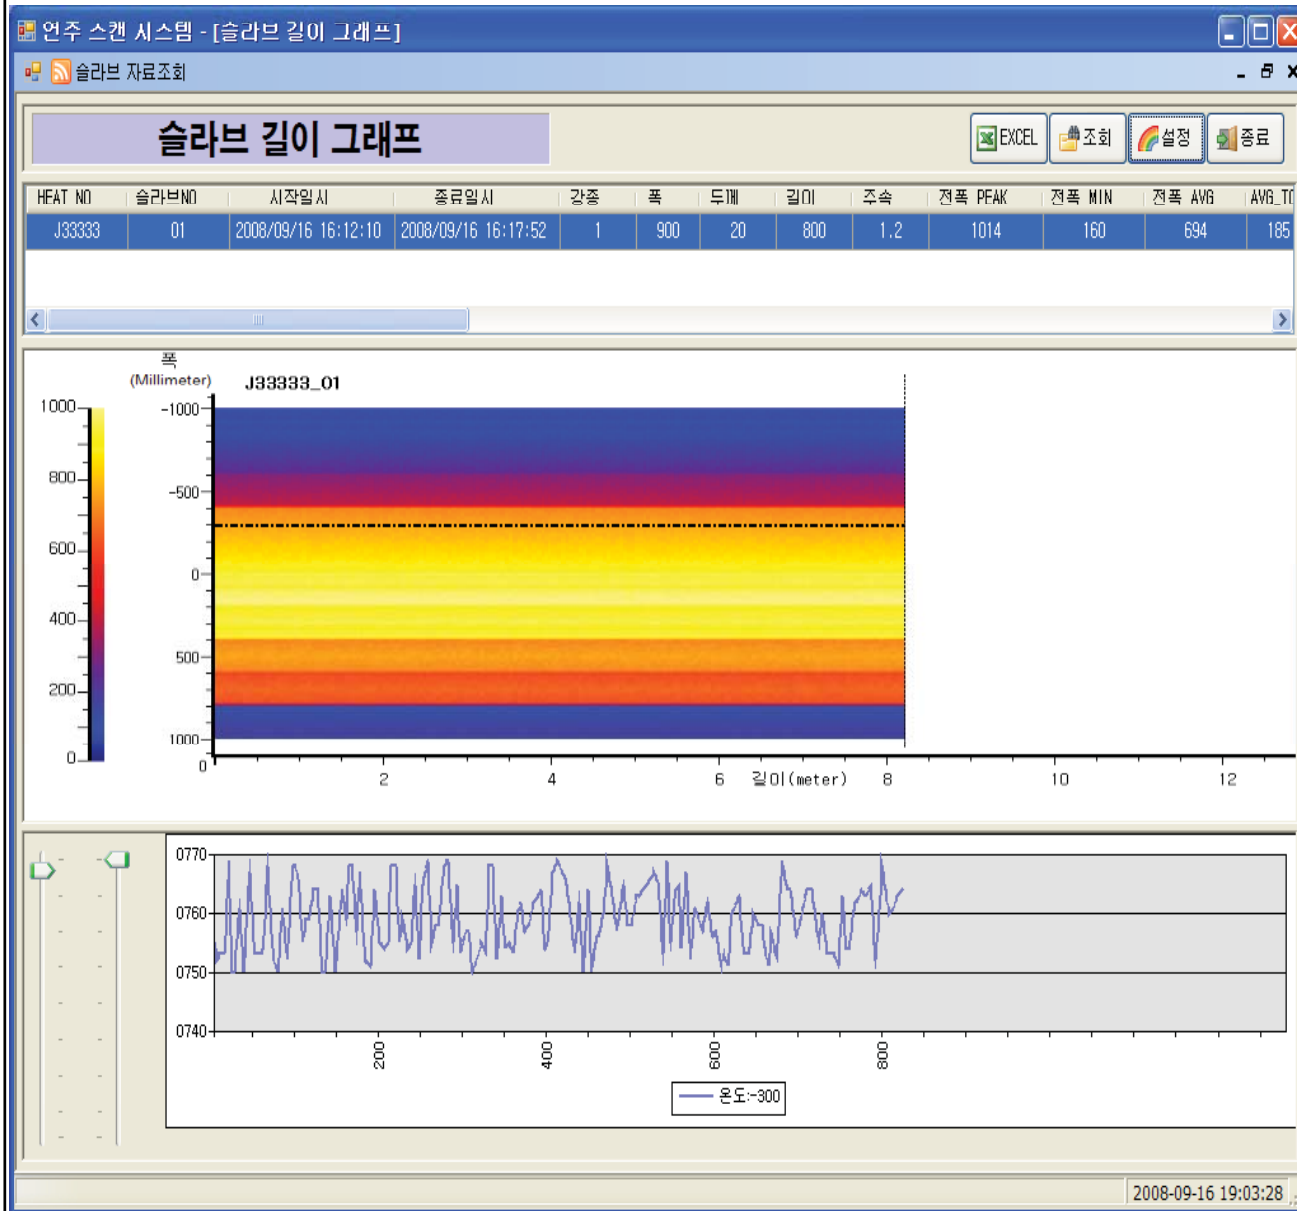 연주 스캔 시스템 - [슬라브 길이 그래프]
슬라브 자료조회
슬라브 길이 그래프
EXCEL 조회 설정 종료
HEAT NO 슬라브NO 시작일시 종료일시 강종 폭 두께 길이 주속 전폭 PEAK 전폭 MIN 전폭 AVG
J33333 01 2008/09/16 16:12:10 2008/09/16 16:17:52 1 900 20 800 1.2 1014 160 694 185
폭
(Millimeter) J33333_01
1000
800
600
400
200
0
-1000
-500
0
500
1000
0 2 4 6 길이(meter) 8 10 12
0770
0760
0750
0740
200 400 600 800
온도:-300
2008-09-16 19:03:28